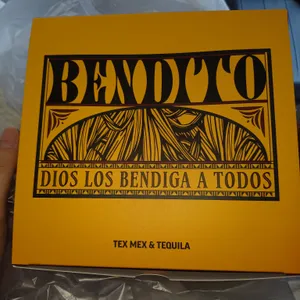 BENDITO
DIOS LOS BENDIGA A TODOS
TEX MEX & TEQUILA